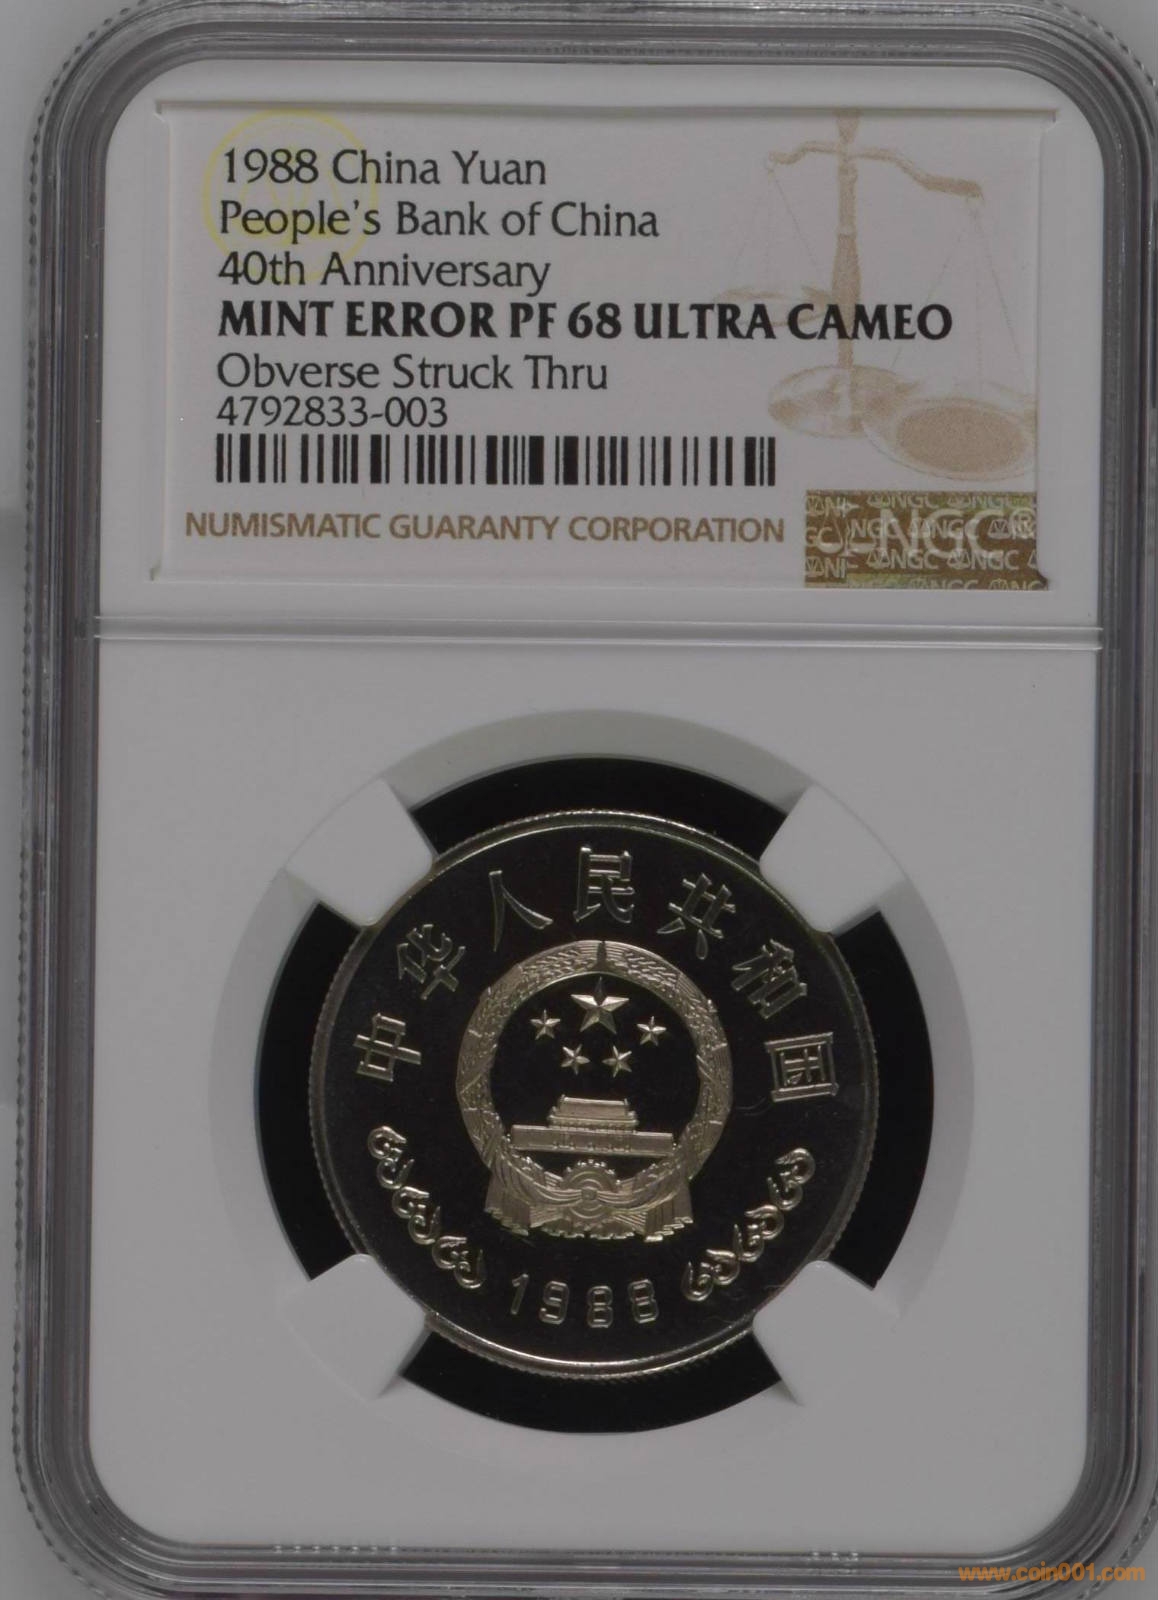 1988 China Yuan
People's Bank of China
40th Anniversary
MINT ERROR PF 68 ULTRA CAMEO
Obverse Struck Thru
4792833-003
NUMISMATIC GUARANTY CORPORATION
NGC
中华人民共和国
1988
www.coin001.com